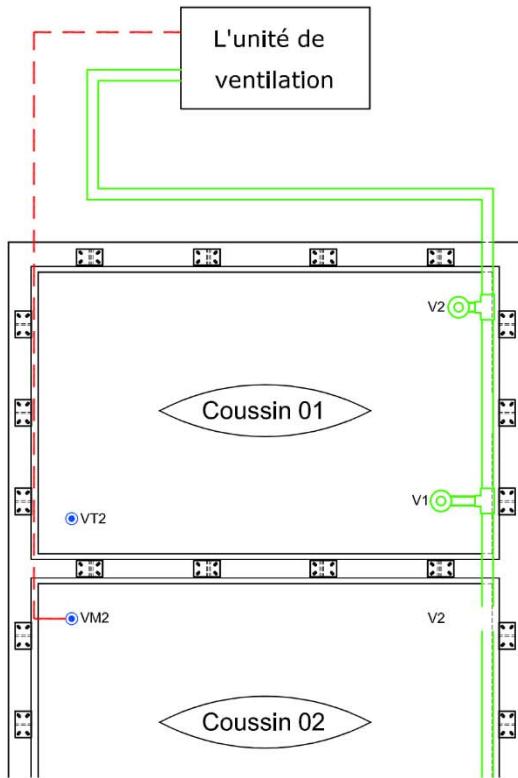 L'unité de
ventilation
V2
Coussin 01
V1
VT2
VM2
V2
Coussin 02